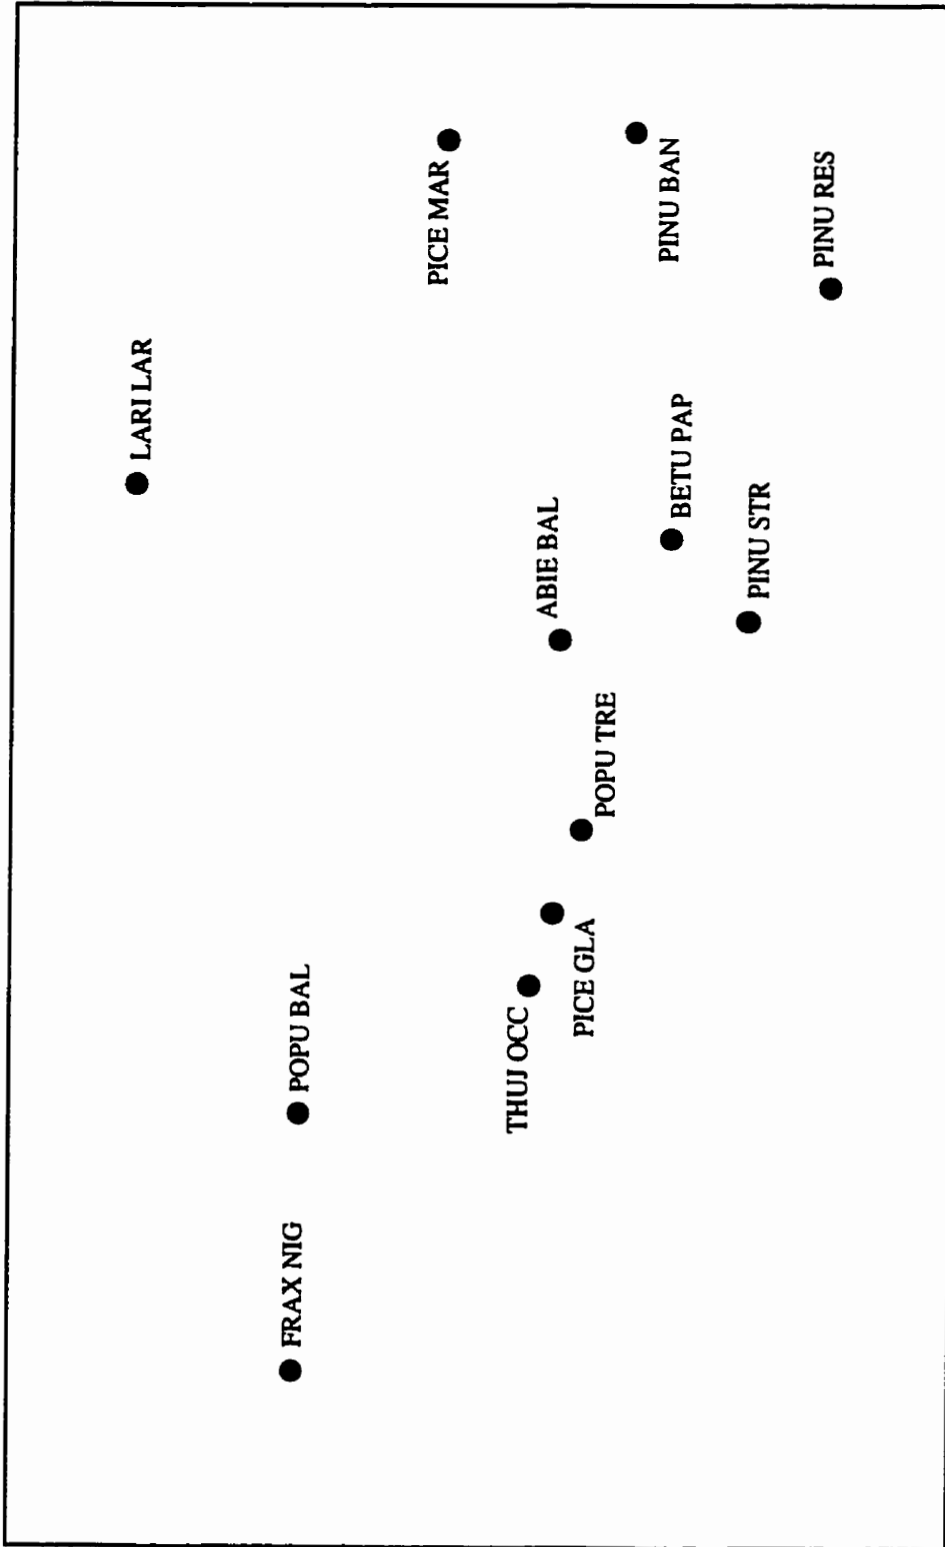 LARI LAR
POPU BAL
FRAX NIG
PICE MAR
THUJ OCC
ABIE BAL
PICE GLA
POPU TRE
PINU BAN
BETU PAP
PINU STR
PINU RES